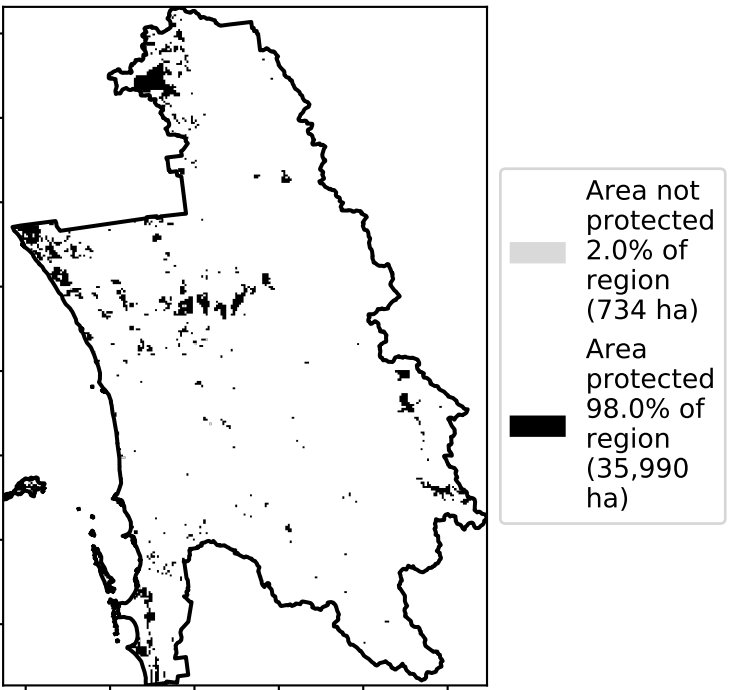 Area not
protected
2.0% of
region
(734 ha)
Area
protected
98.0% of
region
(35,990
ha)